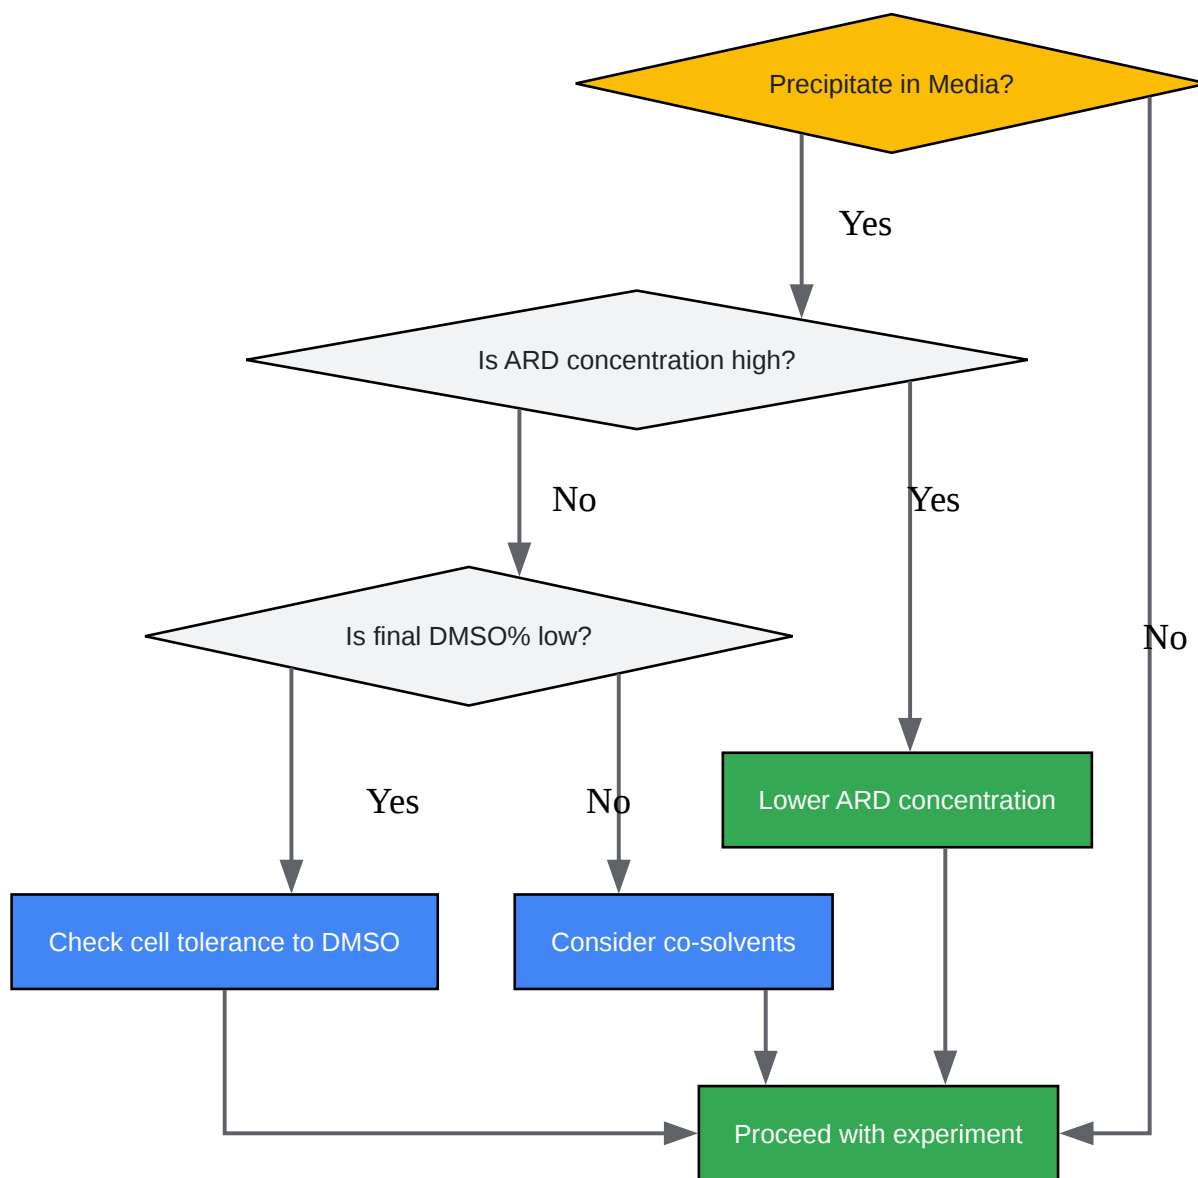 Precipitate in Media?
Yes
Is ARD concentration high?
No
Yes
Is final DMSO% low?
No
Yes
No
Lower ARD concentration
Check cell tolerance to DMSO
Consider co-solvents
Proceed with experiment